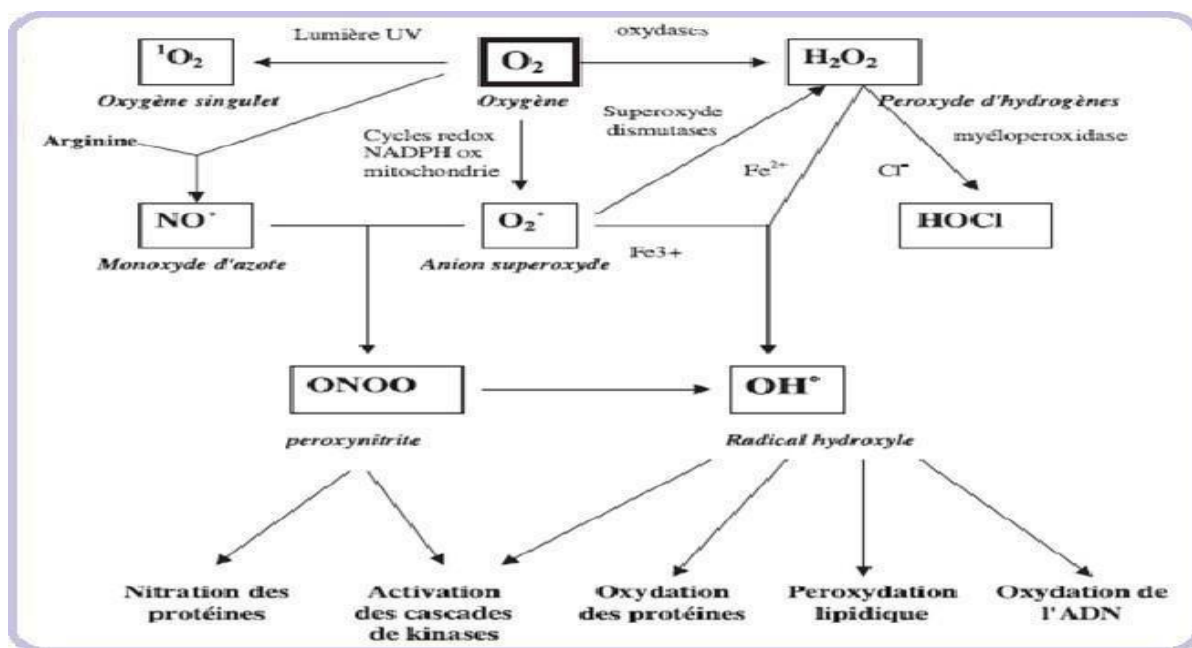 Lumière UV
oxydases
¹O₂
O₂
H₂O₂
Oxygène singulet
Oxygène
Peroxyde d'hydrogènes
Arginine
Cycles redox
NADPH ox
mitochondrie
Superoxyde
dismutases
myéloperoxidase
Fe²⁺
Cl⁻
NO·
O₂·
HOCl
Monoxyde d'azote
Anion superoxyde
Fe3+
ONOO
OH°
peroxynitrite
Radical hydroxyle
Nitration des
protéines
Activation
des cascades
de kinases
Oxydation
des protéines
Peroxydation
lipidique
Oxydation de
l'ADN